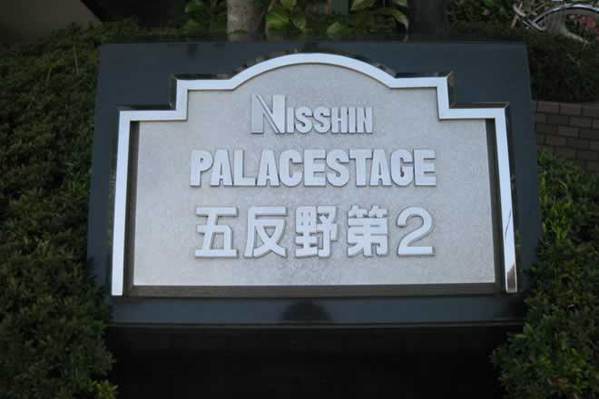 NISSHIN
PALACESTAGE
五反野第2